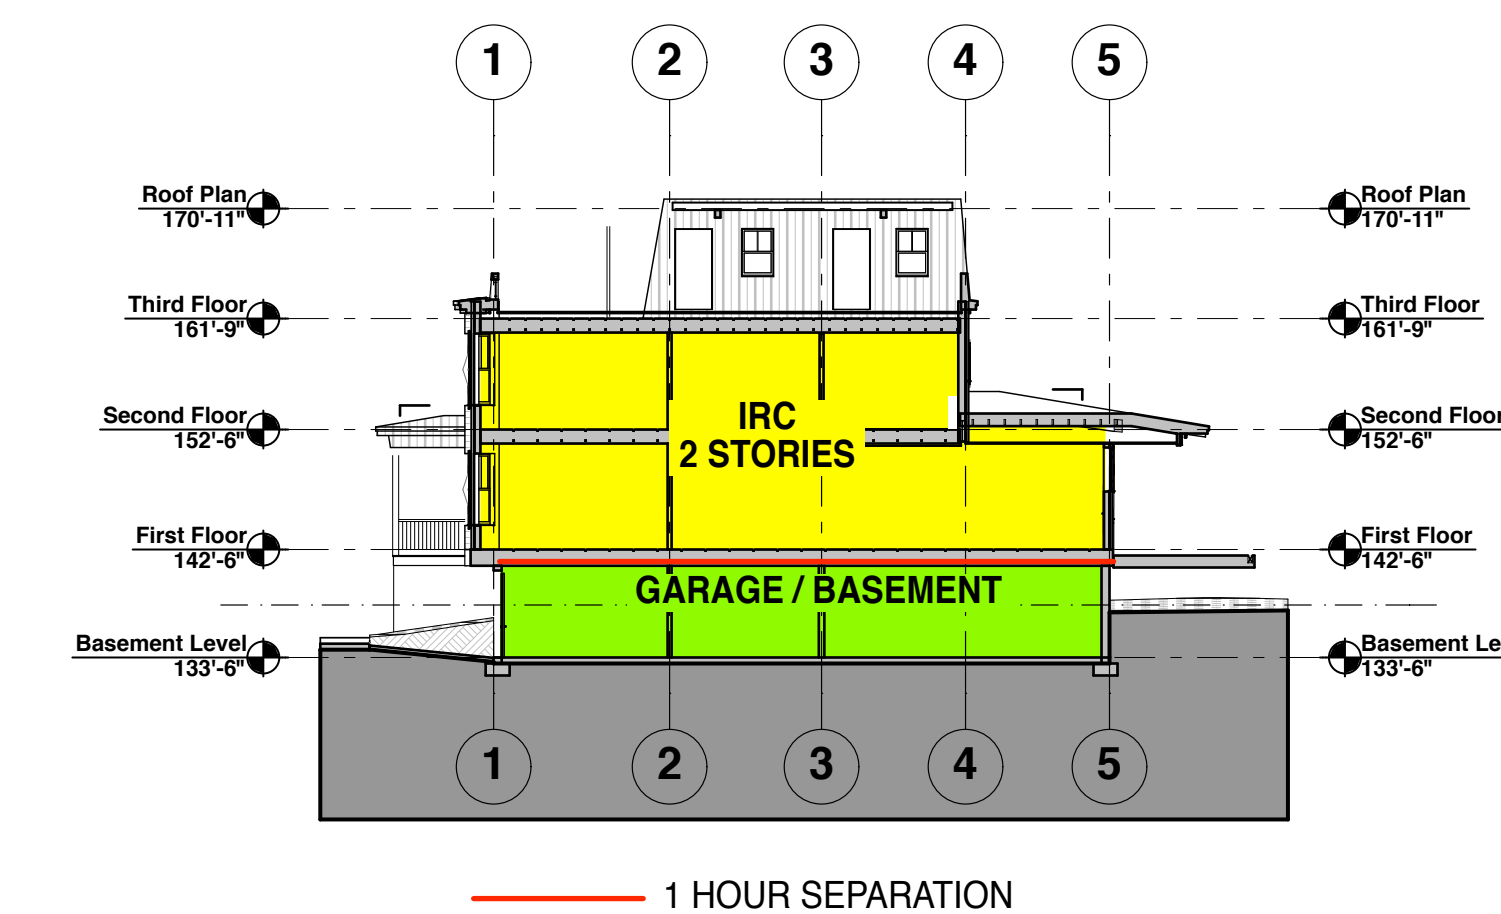 1 2 3 4 5
Roof Plan
170'-11"
Roof Plan
170'-11"
Third Floor
161'-9"
Third Floor
161'-9"
IRC
2 STORIES
Second Floor
152'-6"
Second Floor
152'-6"
First Floor
142'-6"
First Floor
142'-6"
GARAGE / BASEMENT
Basement Level
133'-6"
Basement Le
133'-6"
1 2 3 4 5
1 HOUR SEPARATION